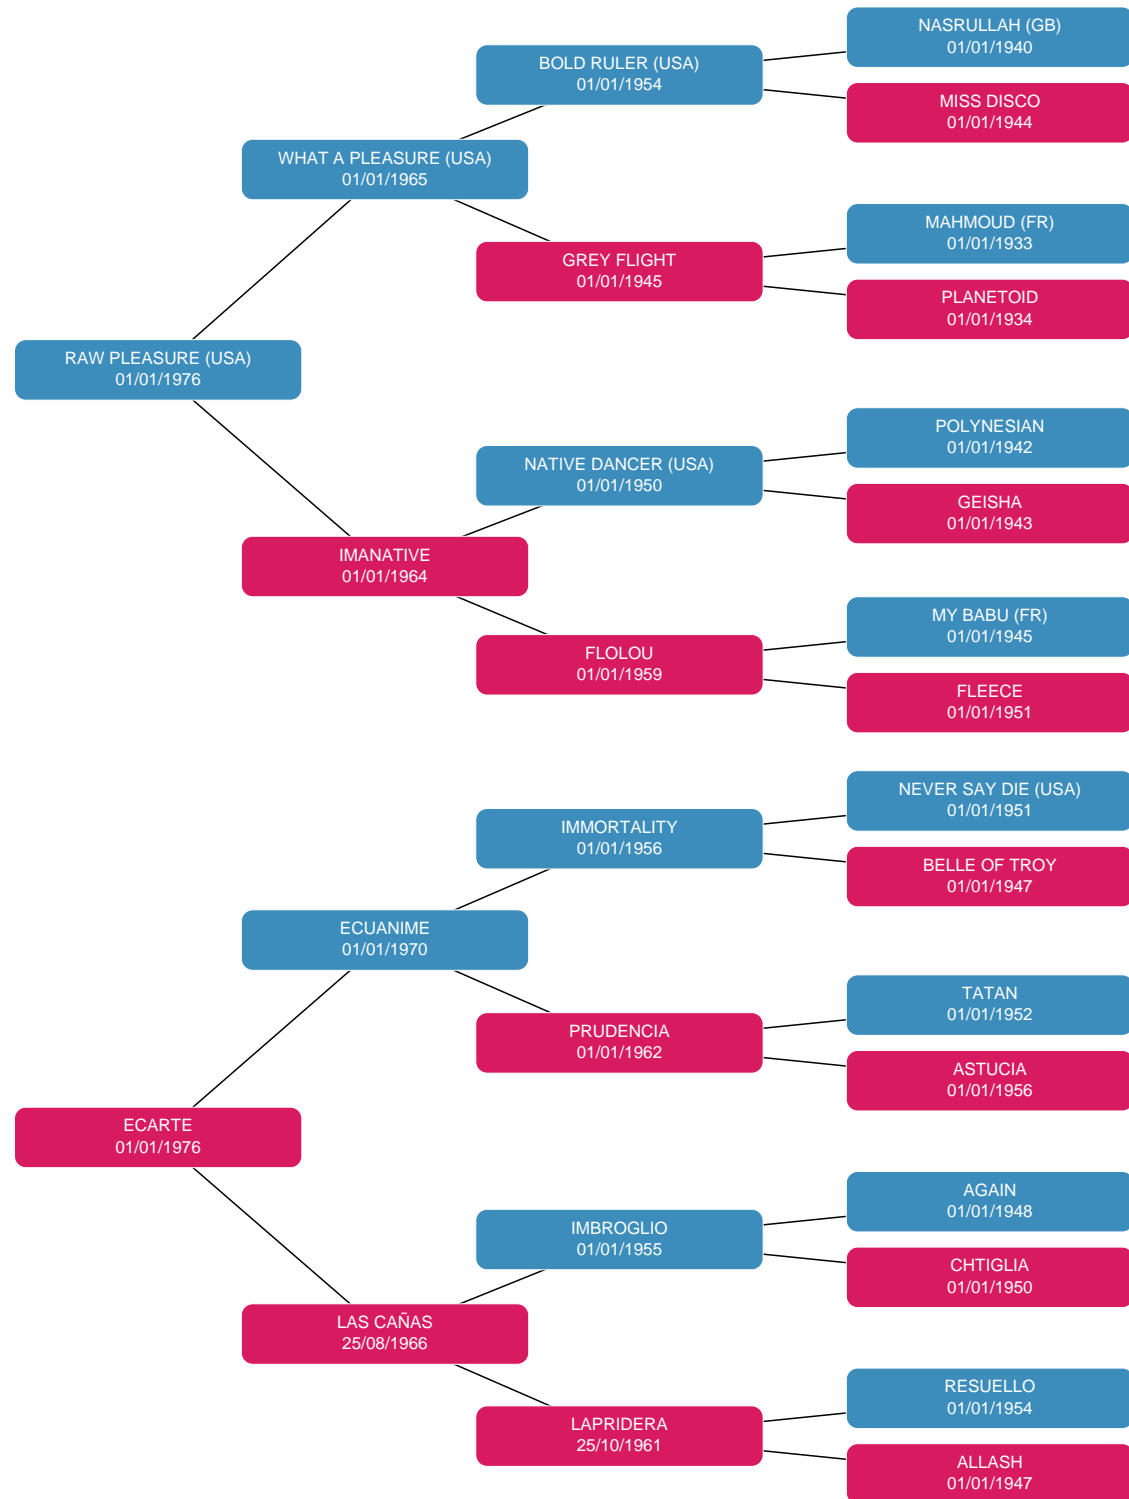 NASRULLAH (GB)
01/01/1940
BOLD RULER (USA)
01/01/1954
MISS DISCO
01/01/1944
WHAT A PLEASURE (USA)
01/01/1965
MAHMOUD (FR)
01/01/1933
GREY FLIGHT
01/01/1945
PLANETOID
01/01/1934
RAW PLEASURE (USA)
01/01/1976
POLYNESIAN
01/01/1942
NATIVE DANCER (USA)
01/01/1950
GEISHA
01/01/1943
IMANATIVE
01/01/1964
MY BABU (FR)
01/01/1945
FLOLOU
01/01/1959
FLEECE
01/01/1951
NEVER SAY DIE (USA)
01/01/1951
IMMORTALITY
01/01/1956
BELLE OF TROY
01/01/1947
ECUANIME
01/01/1970
TATAN
01/01/1952
PRUDENCIA
01/01/1962
ASTUCIA
01/01/1956
ECARTE
01/01/1976
AGAIN
01/01/1948
IMBROGLIO
01/01/1955
CHTIGLIA
01/01/1950
LAS CAÑAS
25/08/1966
RESUELLO
01/01/1954
LAPRIDERA
25/10/1961
ALLASH
01/01/1947